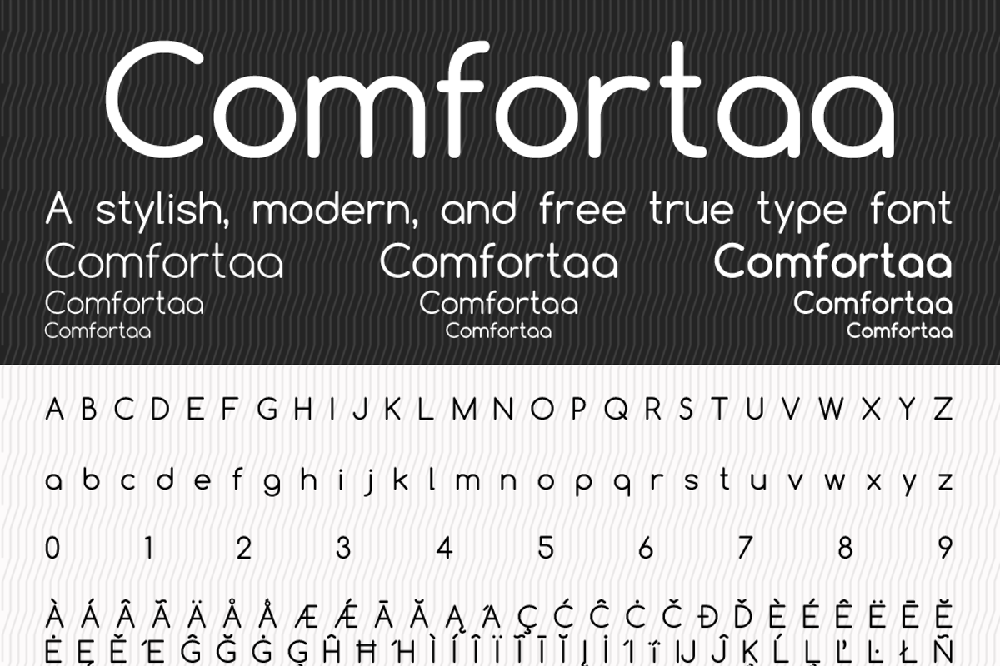 Comfortaa
A stylish, modern, and free true type font
Comfortaa Comfortaa Comfortaa
Comfortaa Comfortaa Comfortaa
Comfortaa Comfortaa Comfortaa
A B C D E F G H I J K L M N O P Q R S T U V W X Y Z
a b c d e f g h i j k l m n o p q r s t u v w x y z
0 1 2 3 4 5 6 7 8 9
À Á Â Ã Ä Å Ǻ Æ Ǽ Ā Ă Ą Ά Ç Ć Ĉ Ċ Č Đ Ď È É Ê Ë Ē Ĕ
Ė Ę Ě Έ Ĝ Ğ Ġ Ģ Ĥ Ħ Ή Ì Í Î Ï Ĩ Ī Ĭ Į İ Ί ΐ Ĳ Ĵ Ķ Ĺ Ļ Ľ Ŀ Ł Ñ